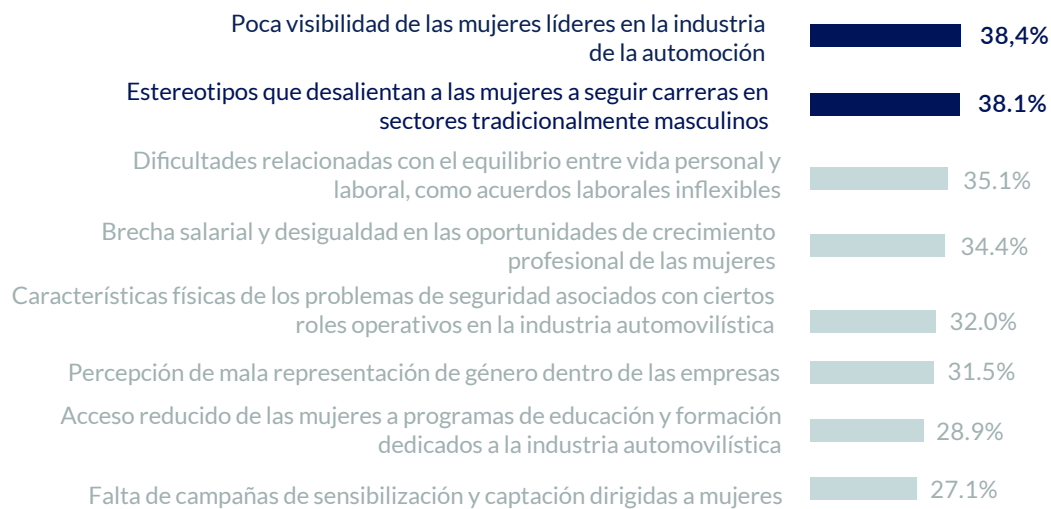 Poca visibilidad de las mujeres líderes en la industria
de la automoción
38,4%
Estereotipos que desalientan a las mujeres a seguir carreras en
sectores tradicionalmente masculinos
38.1%
Dificultades relacionadas con el equilibrio entre vida personal y
laboral, como acuerdos laborales inflexibles
35.1%
Brecha salarial y desigualdad en las oportunidades de crecimiento
profesional de las mujeres
34.4%
Características físicas de los problemas de seguridad asociados con ciertos
roles operativos en la industria automovilística
32.0%
Percepción de mala representación de género dentro de las empresas
31.5%
Acceso reducido de las mujeres a programas de educación y formación
dedicados a la industria automovilística
28.9%
Falta de campañas de sensibilización y captación dirigidas a mujeres
27.1%